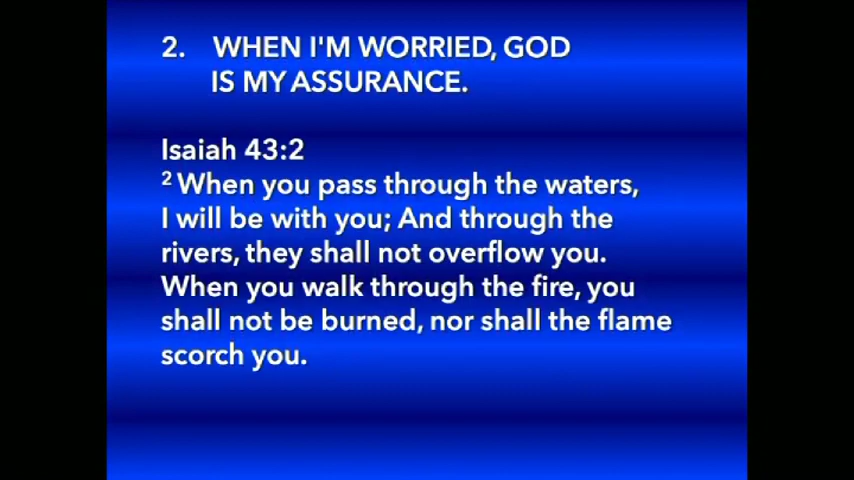 2. WHEN I'M WORRIED, GOD
IS MY ASSURANCE.
Isaiah 43:2
2 When you pass through the waters,
I will be with you; And through the
rivers, they shall not overflow you.
When you walk through the fire, you
shall not be burned, nor shall the flame
scorch you.